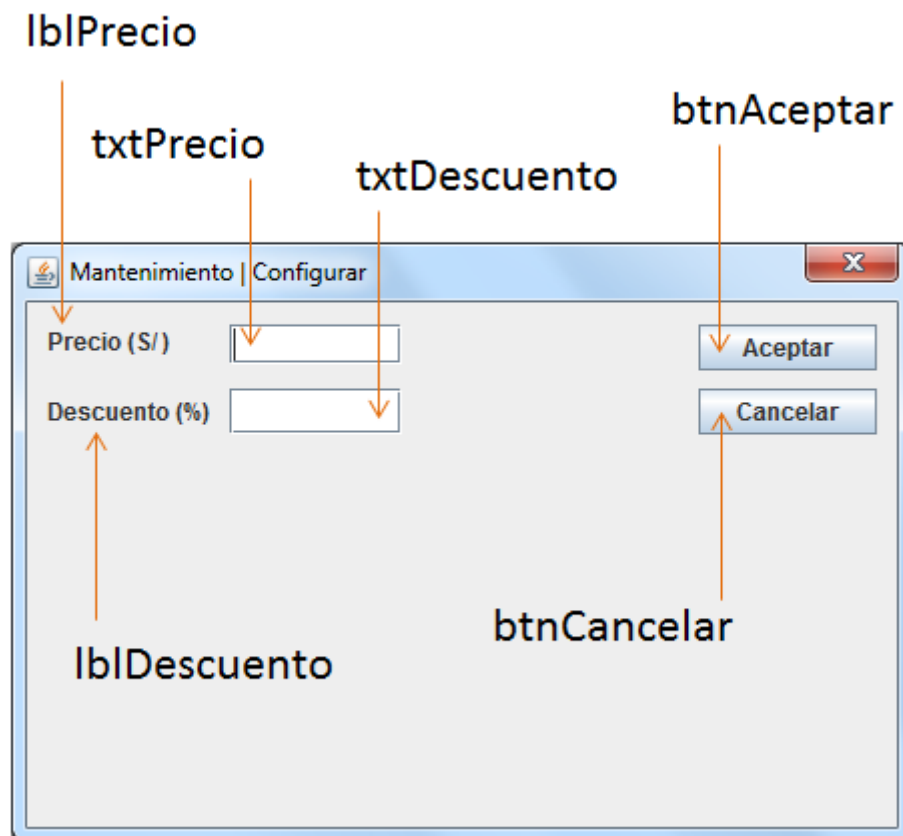 lblPrecio
btnAceptar
txtPrecio
txtDescuento
Mantenimiento | Configurar
Precio (S/ )
Aceptar
Descuento (%)
Cancelar
btnCancelar
lblDescuento